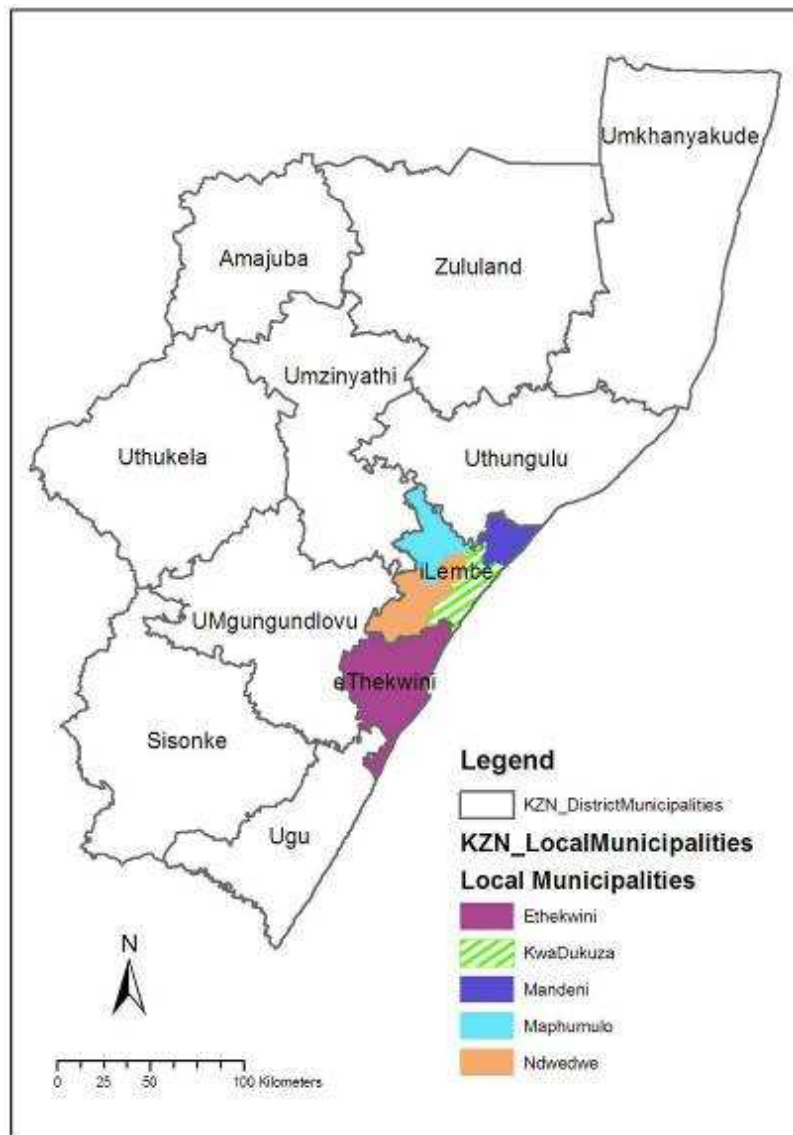 Umkhanyakude
Amajuba
Zululand
Umzinyathi
Uthukela
Uthungulu
iLembe
UMgungundlovu
eThekwini
Sisonke
Ugu
Legend
KZN_DistrictMunicipalities
KZN_LocalMunicipalities
Local Municipalities
Ethekwini
KwaDukuza
Mandeni
Maphumulo
Ndwedwe
N
0 25 50 100 Kilometers